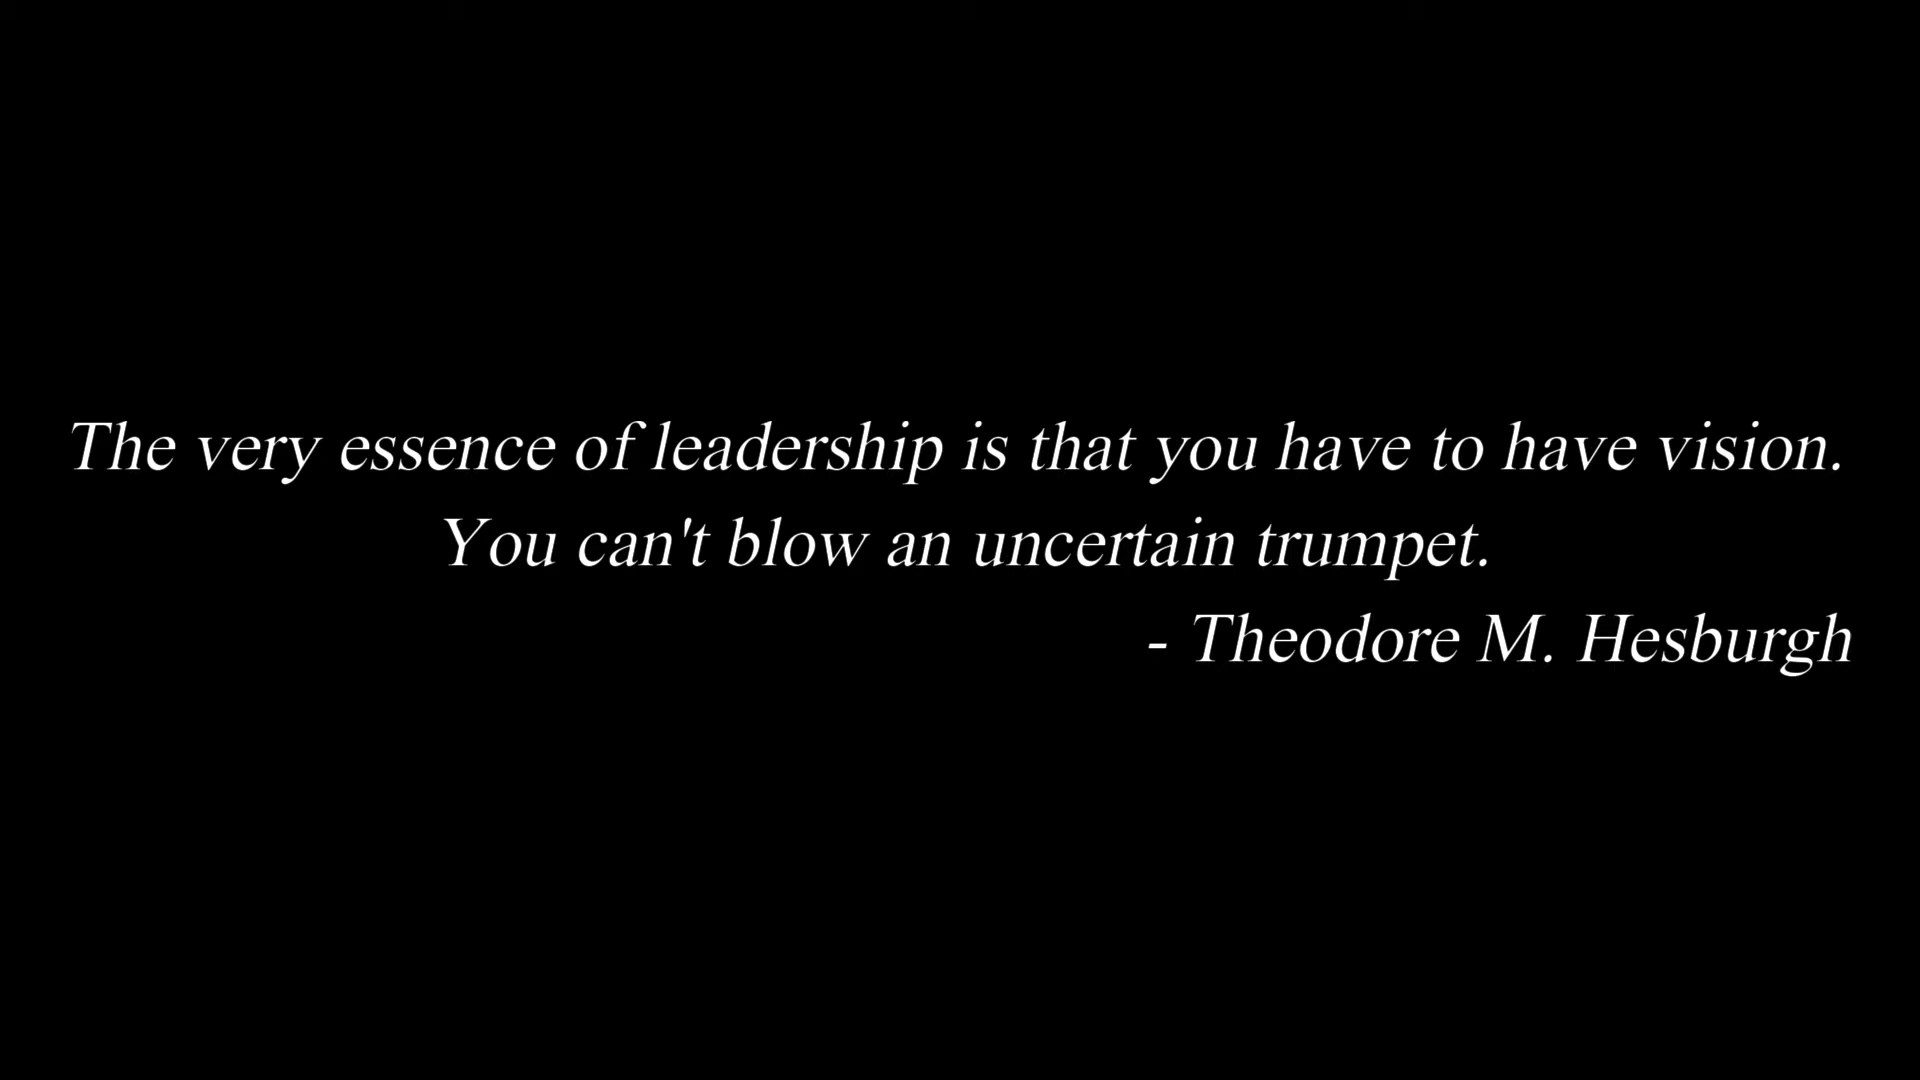 The very essence of leadership is that you have to have vision.
You can't blow an uncertain trumpet.
- Theodore M. Hesburgh